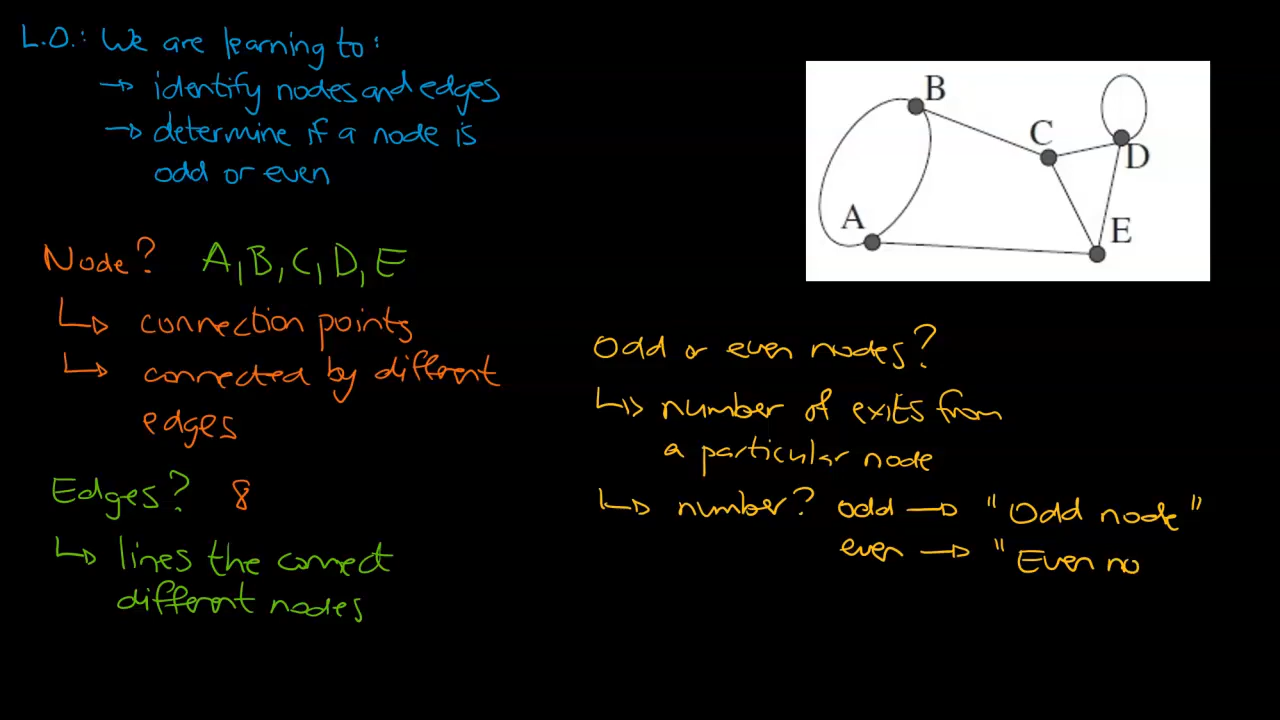 L.O.: We are learning to:
→ identify nodes and edges
→ determine if a node is
odd or even
Node? A, B, C, D, E
↳ connection points
↳ connected by different
edges
Edges? 8
↳ lines the connect
different nodes
B
C
D
A
E
Odd or even nodes?
↳ number of exits from
a particular node
↳ number? odd → "Odd node"
even → "Even no